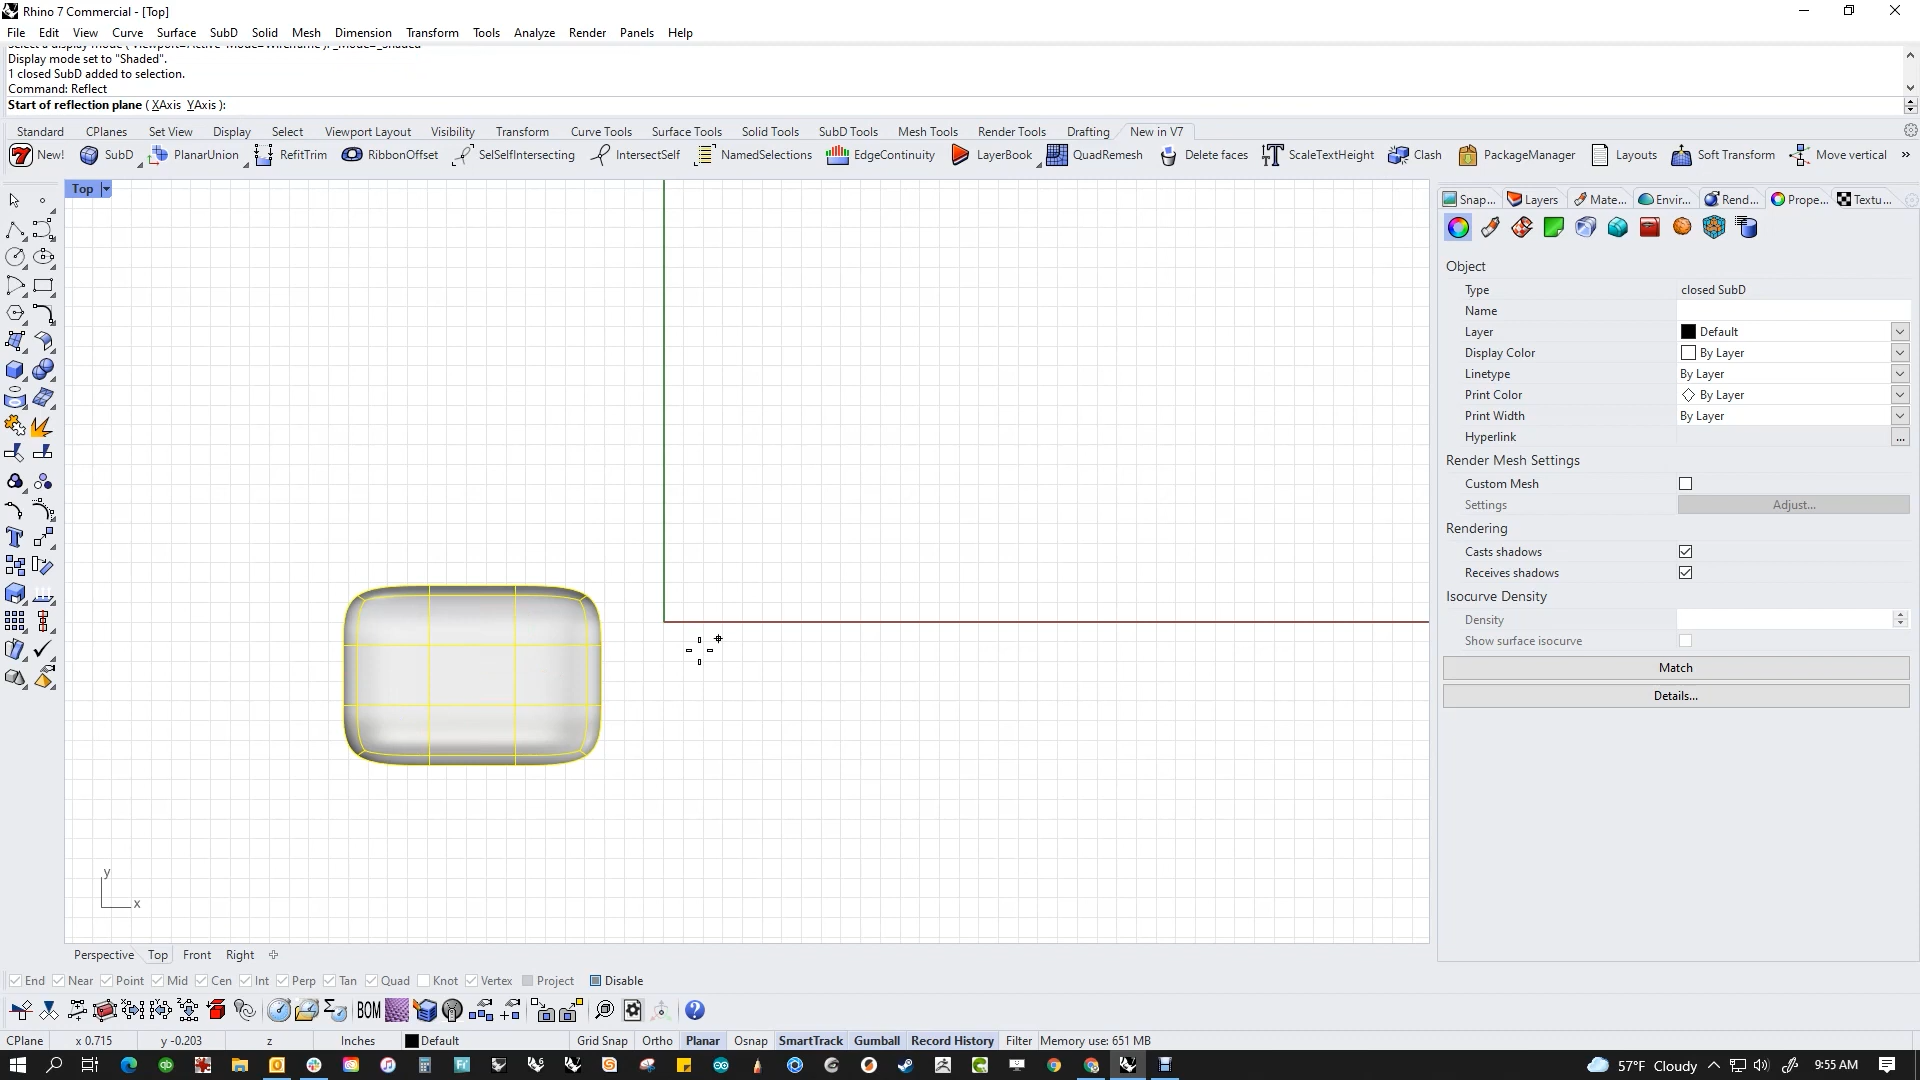 Rhino 7 Commercial - [Top]
File Edit View Curve Surface SubD Solid Mesh Dimension Transform Tools Analyze Render Panels Help
Display mode set to "Shaded".
1 closed SubD added to selection.
Command: Reflect
Start of reflection plane ( XAxis YAxis ):
Standard CPlanes Set View Display Select Viewport Layout Visibility Transform Curve Tools Surface Tools Solid Tools SubD Tools Mesh Tools Render Tools Drafting New in V7
7 New! SubD PlanarUnion RefitTrim RibbonOffset SelSelfIntersecting IntersectSelf NamedSelections EdgeContinuity LayerBook QuadRemesh Delete faces ScaleTextHeight Clash PackageManager Layouts Soft Transform Move vertical »
Top
Snap... Layers Mate... Envir... Rend... Prope... Textu...
Object
Type closed SubD
Name
Layer Default
Display Color By Layer
Linetype By Layer
Print Color By Layer
Print Width By Layer
Hyperlink ...
Render Mesh Settings
Custom Mesh
Settings Adjust...
Rendering
Casts shadows
Receives shadows
Isocurve Density
Density
Show surface isocurve
Match
Details...
y
x
Perspective Top Front Right
End Near Point Mid Cen Int Perp Tan Quad Knot Vertex Project Disable
BOM
CPlane x 0.715 y -0.203 z Inches Default Grid Snap Ortho Planar Osnap SmartTrack Gumball Record History Filter Memory use: 651 MB
57°F Cloudy 9:55 AM